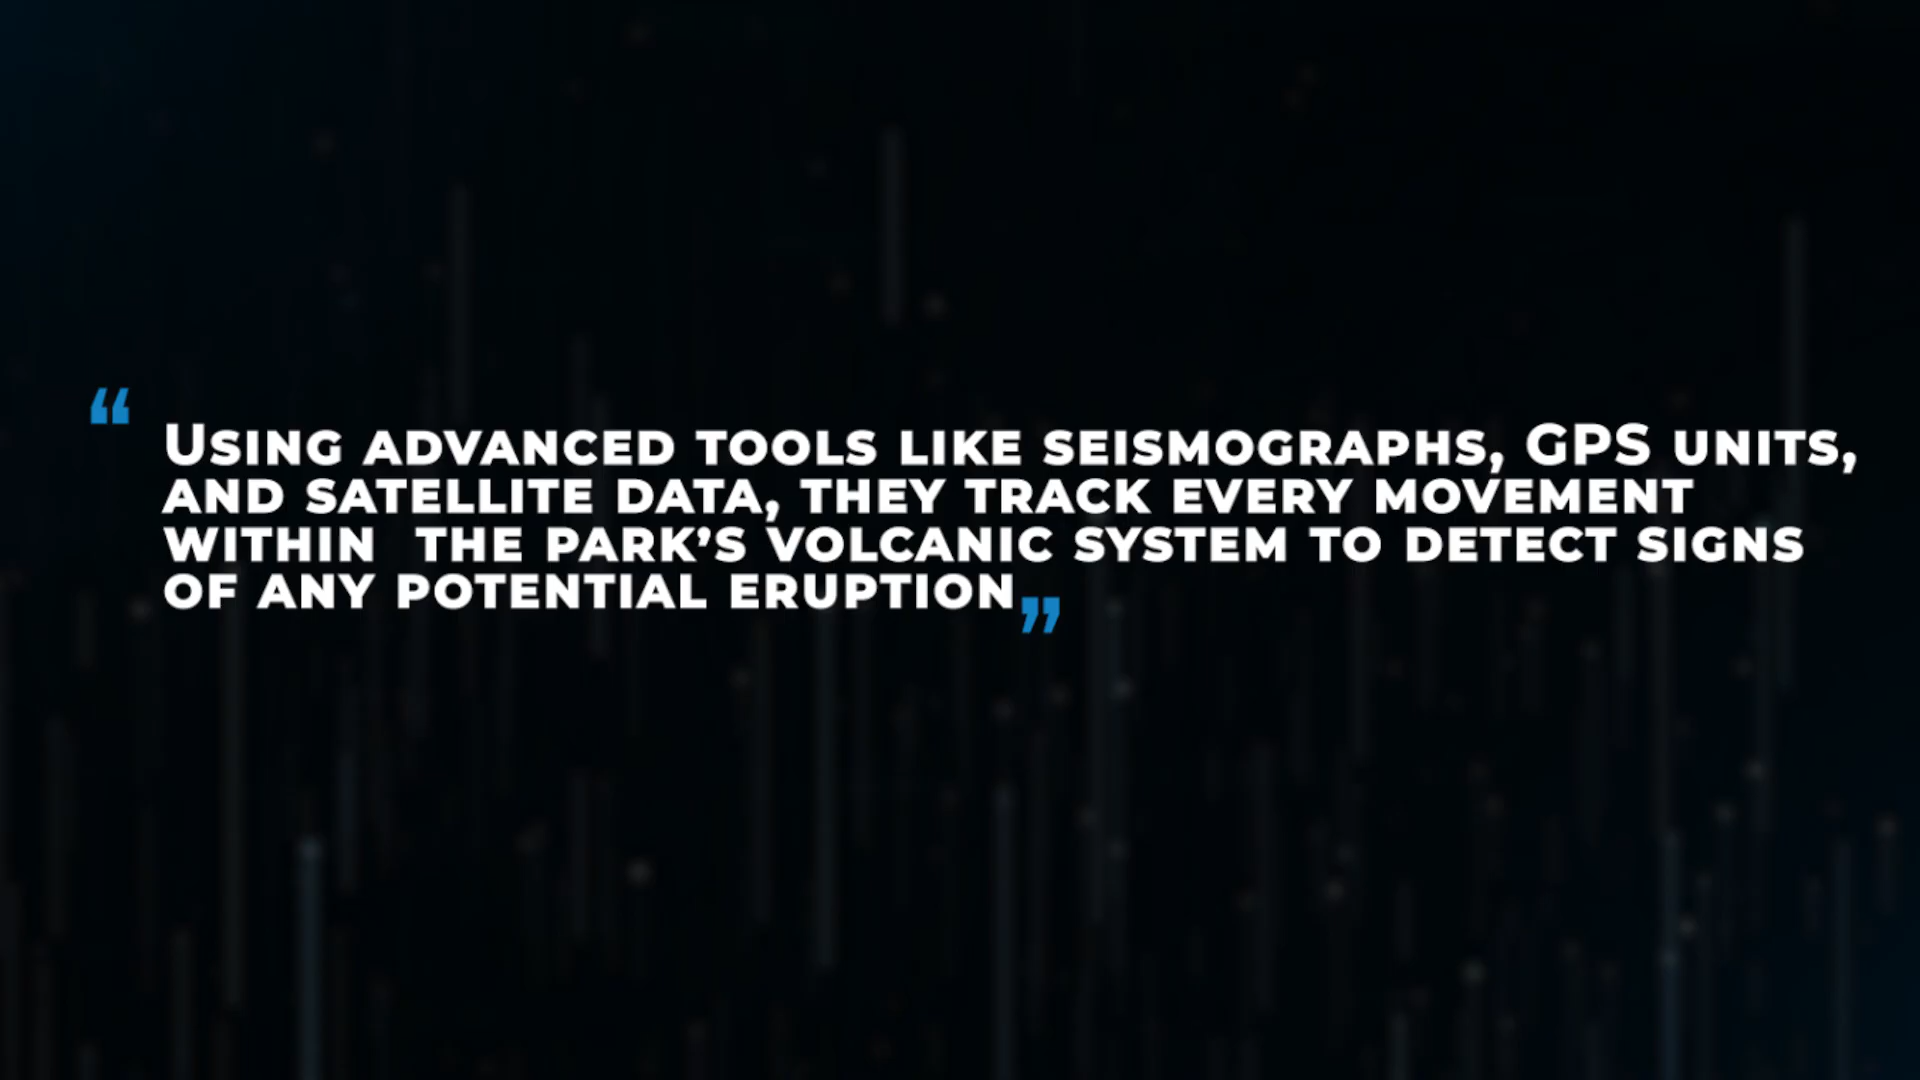 “Using advanced tools like seismographs, GPS units,
and satellite data, they track every movement
within  the park’s volcanic system to detect signs
of any potential eruption”